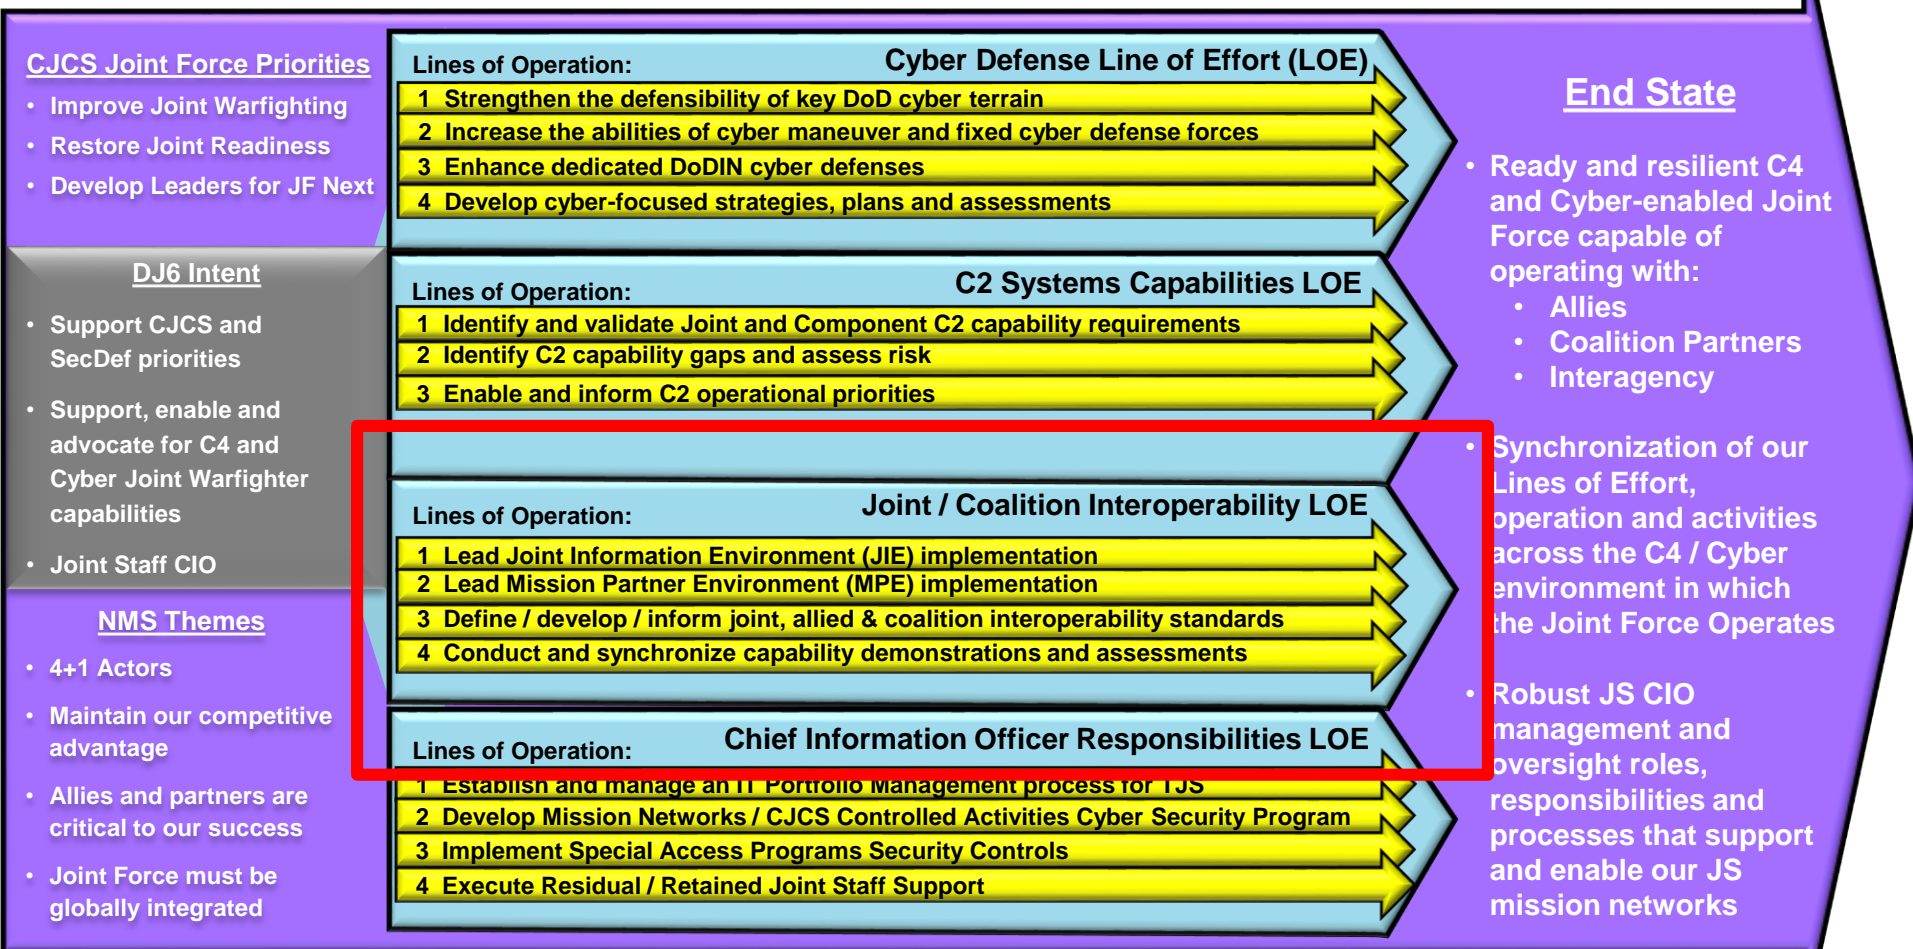 CJCS Joint Force Priorities
• Improve Joint Warfighting
• Restore Joint Readiness
• Develop Leaders for JF Next
DJ6 Intent
• Support CJCS and
SecDef priorities
• Support, enable and
advocate for C4 and
Cyber Joint Warfighter
capabilities
• Joint Staff CIO
NMS Themes
• 4+1 Actors
• Maintain our competitive
advantage
• Allies and partners are
critical to our success
• Joint Force must be
globally integrated
Lines of Operation: Cyber Defense Line of Effort (LOE)
1 Strengthen the defensibility of key DoD cyber terrain
2 Increase the abilities of cyber maneuver and fixed cyber defense forces
3 Enhance dedicated DoDIN cyber defenses
4 Develop cyber-focused strategies, plans and assessments
Lines of Operation: C2 Systems Capabilities LOE
1 Identify and validate Joint and Component C2 capability requirements
2 Identify C2 capability gaps and assess risk
3 Enable and inform C2 operational priorities
Lines of Operation: Joint / Coalition Interoperability LOE
1 Lead Joint Information Environment (JIE) implementation
2 Lead Mission Partner Environment (MPE) implementation
3 Define / develop / inform joint, allied & coalition interoperability standards
4 Conduct and synchronize capability demonstrations and assessments
Lines of Operation: Chief Information Officer Responsibilities LOE
1 Establish and manage an IT Portfolio Management process for TJS
2 Develop Mission Networks / CJCS Controlled Activities Cyber Security Program
3 Implement Special Access Programs Security Controls
4 Execute Residual / Retained Joint Staff Support
End State
• Ready and resilient C4
and Cyber-enabled Joint
Force capable of
operating with:
• Allies
• Coalition Partners
• Interagency
• Synchronization of our
Lines of Effort,
operation and activities
across the C4 / Cyber
environment in which
the Joint Force Operates
• Robust JS CIO
management and
oversight roles,
responsibilities and
processes that support
and enable our JS
mission networks